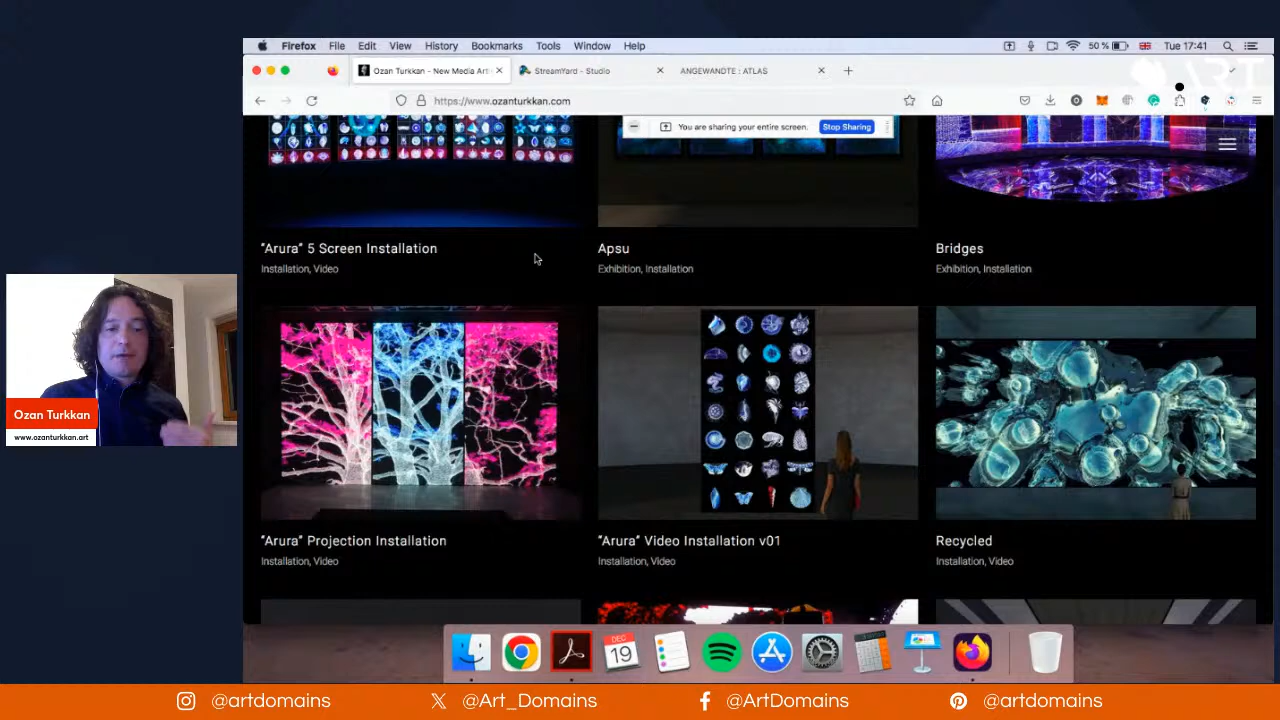 Firefox File Edit View History Bookmarks Tools Window Help
50 % Tue 17:41
Ozan Turkkan - New Media Arti
StreamYard - Studio
ANGEWANDTE : ATLAS
https://www.ozanturkkan.com
You are sharing your entire screen. Stop Sharing
ART
"Arura" 5 Screen Installation
Installation, Video
Apsu
Exhibition, Installation
Bridges
Exhibition, Installation
"Arura" Projection Installation
Installation, Video
"Arura" Video Installation v01
Installation, Video
Recycled
Installation, Video
Ozan Turkkan
www.ozanturkkan.art
DEC
19
@artdomains
@Art_Domains
@ArtDomains
@artdomains